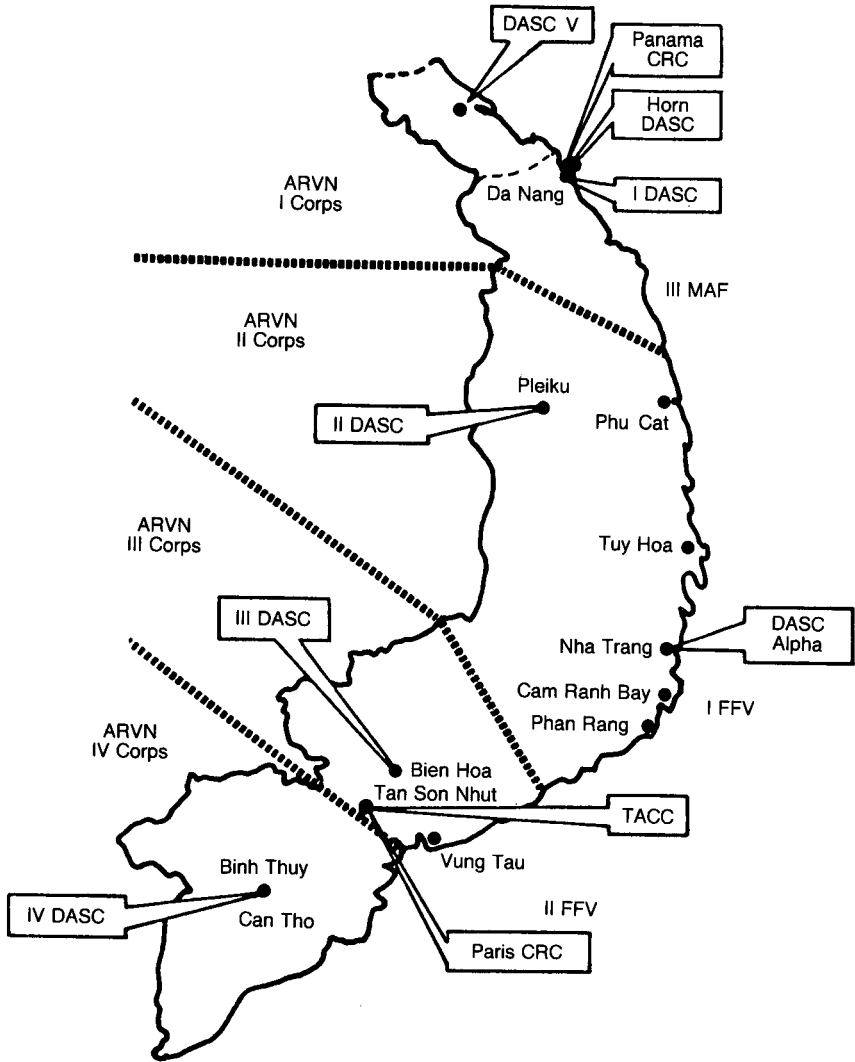 DASC V
Panama
CRC
Horn
DASC
ARVN
I Corps
Da Nang
I DASC
III MAF
ARVN
II Corps
Pleiku
II DASC
Phu Cat
ARVN
III Corps
Tuy Hoa
III DASC
DASC
Alpha
Nha Trang
Cam Ranh Bay
I FFV
Phan Rang
ARVN
IV Corps
Bien Hoa
Tan Son Nhut
TACC
Vung Tau
Binh Thuy
IV DASC
Can Tho
II FFV
Paris CRC